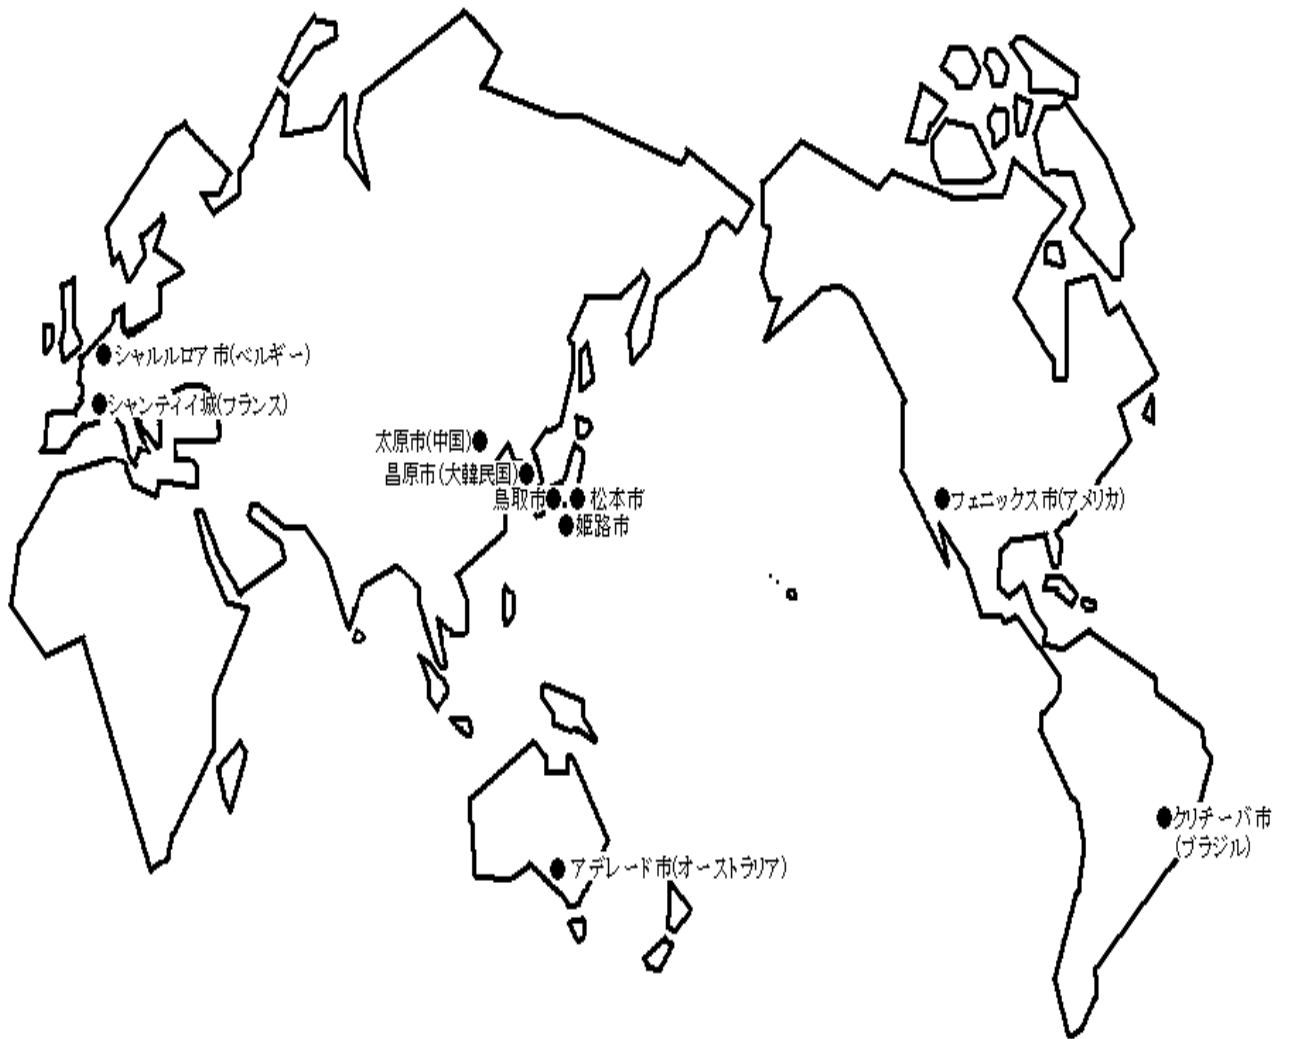 シャルルロア市(ベルギー)
シャンティイ城(フランス)
太原市(中国)
昌原市(大韓民国)
鳥取市
松本市
フェニックス市(アメリカ)
姫路市
クリチーバ市
(ブラジル)
アデレード市(オーストラリア)